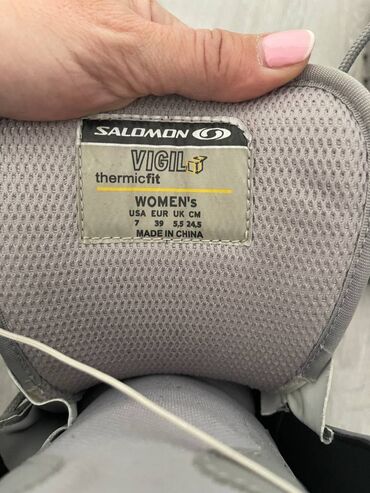 SALOMON
VIGIL
thermicfit
WOMEN's
USA EUR UK CM
7 39 5,5 24,5
MADE IN CHINA